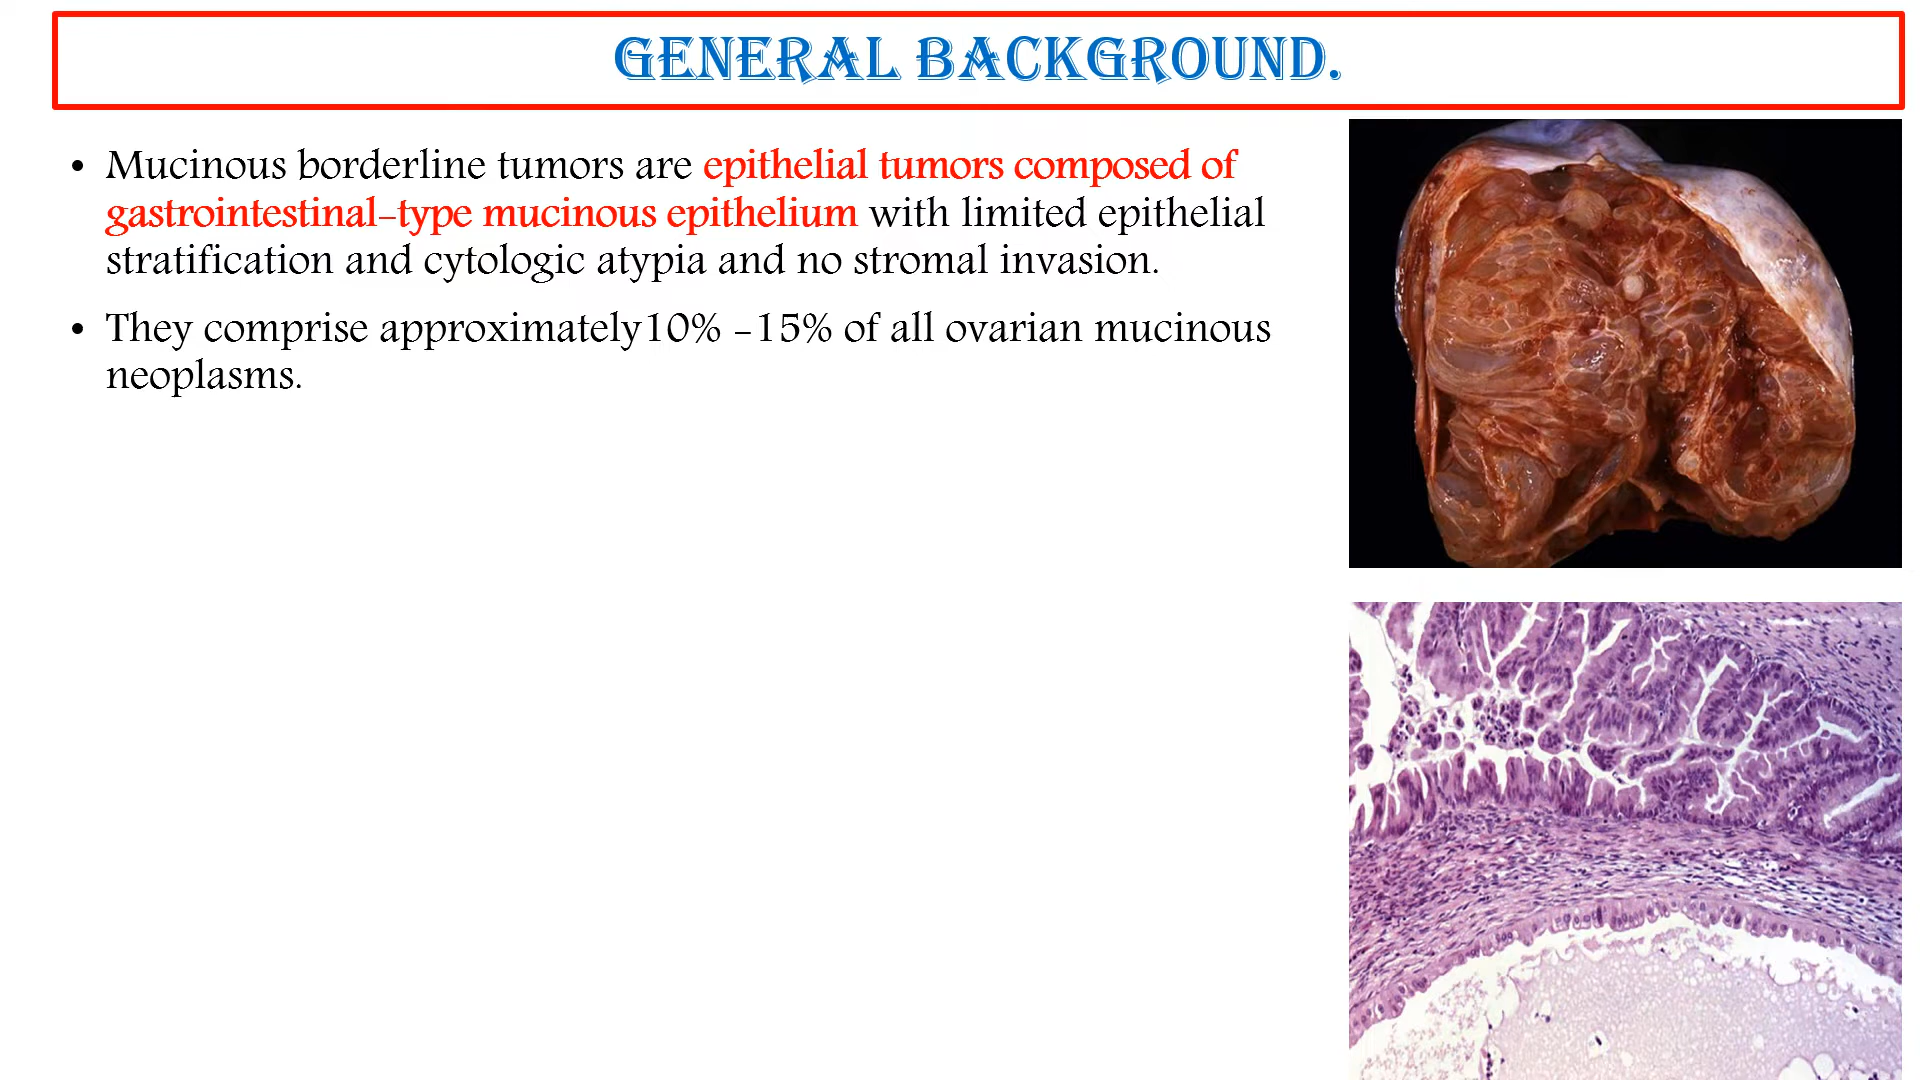 GENERAL BACKGROUND.
• Mucinous borderline tumors are epithelial tumors composed of
gastrointestinal-type mucinous epithelium with limited epithelial
stratification and cytologic atypia and no stromal invasion.
• They comprise approximately10% -15% of all ovarian mucinous
neoplasms.